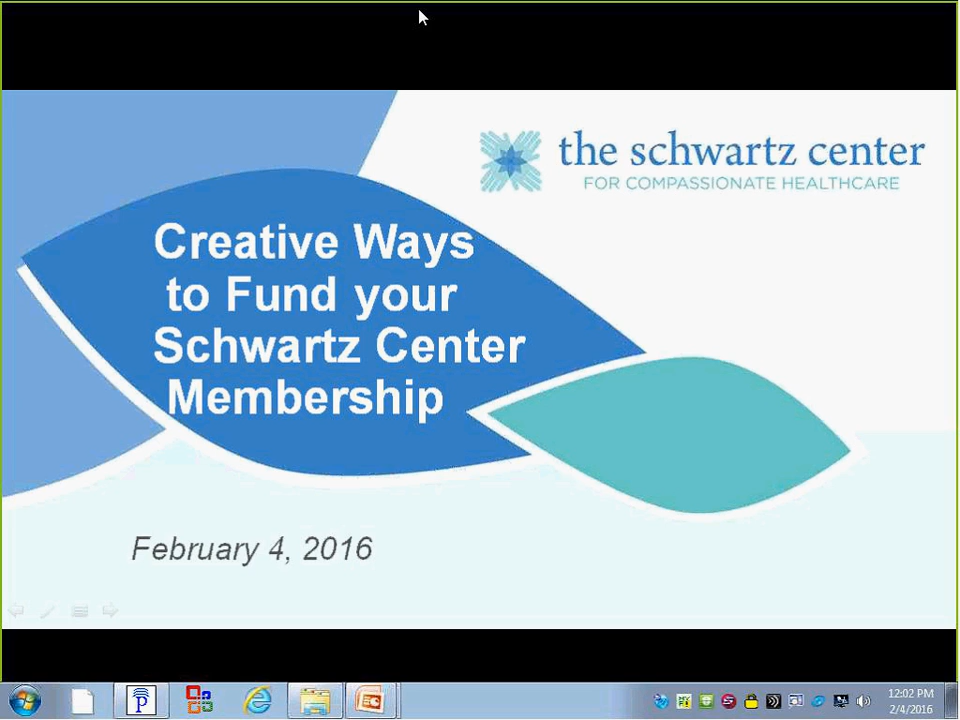 the schwartz center
FOR COMPASSIONATE HEALTHCARE
Creative Ways
to Fund your
Schwartz Center
Membership
February 4, 2016
12:02 PM
2/4/2016